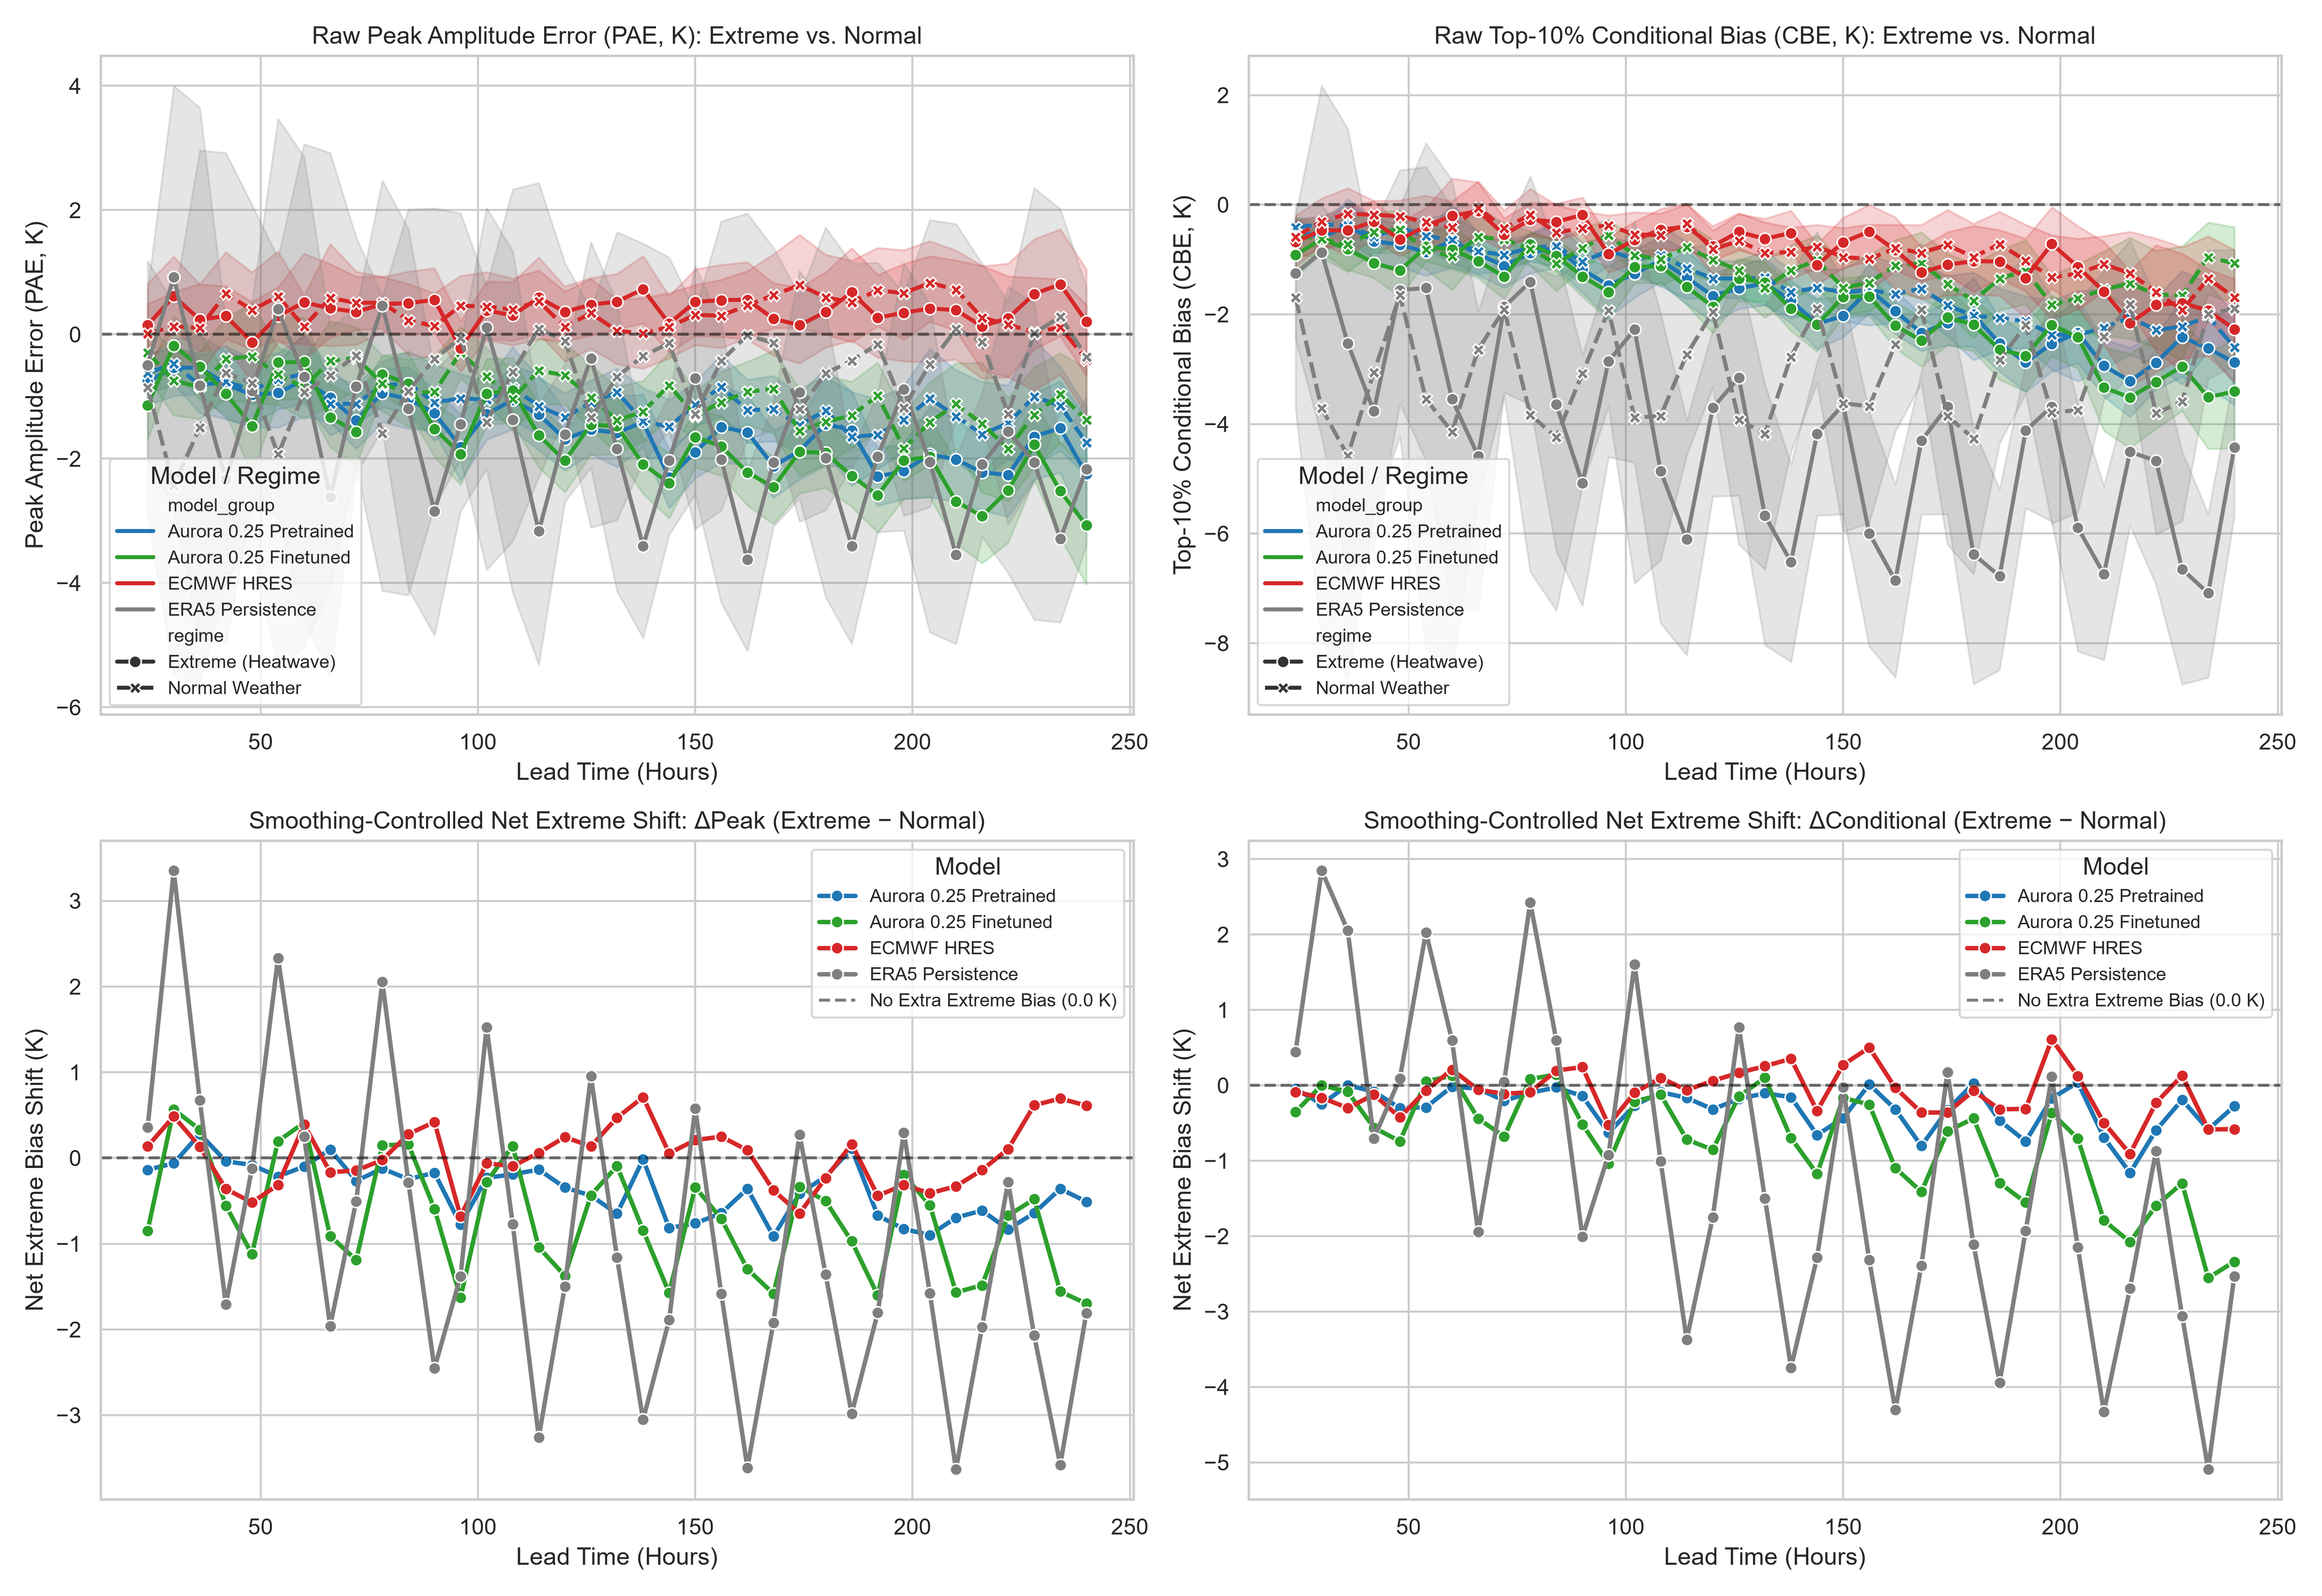 Raw Peak Amplitude Error (PAE, K): Extreme vs. Normal
Peak Amplitude Error (PAE, K)
4
2
0
−2
−4
−6
50
100
150
200
250
Lead Time (Hours)
Model / Regime
model_group
Aurora 0.25 Pretrained
Aurora 0.25 Finetuned
ECMWF HRES
ERA5 Persistence
regime
Extreme (Heatwave)
Normal Weather
Raw Top-10% Conditional Bias (CBE, K): Extreme vs. Normal
Top-10% Conditional Bias (CBE, K)
2
0
−2
−4
−6
−8
50
100
150
200
250
Lead Time (Hours)
Model / Regime
model_group
Aurora 0.25 Pretrained
Aurora 0.25 Finetuned
ECMWF HRES
ERA5 Persistence
regime
Extreme (Heatwave)
Normal Weather
Smoothing-Controlled Net Extreme Shift: ΔPeak (Extreme − Normal)
Net Extreme Bias Shift (K)
3
2
1
0
−1
−2
−3
50
100
150
200
250
Lead Time (Hours)
Model
Aurora 0.25 Pretrained
Aurora 0.25 Finetuned
ECMWF HRES
ERA5 Persistence
No Extra Extreme Bias (0.0 K)
Smoothing-Controlled Net Extreme Shift: ΔConditional (Extreme − Normal)
Net Extreme Bias Shift (K)
3
2
1
0
−1
−2
−3
−4
−5
50
100
150
200
250
Lead Time (Hours)
Model
Aurora 0.25 Pretrained
Aurora 0.25 Finetuned
ECMWF HRES
ERA5 Persistence
No Extra Extreme Bias (0.0 K)